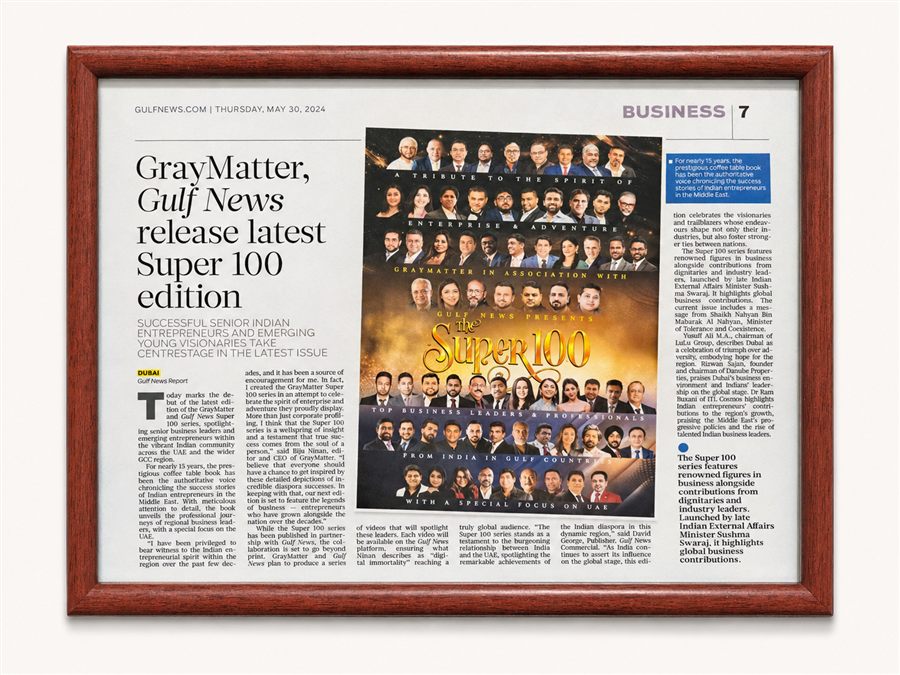 GULFNEWS.COM | THURSDAY, MAY 30, 2024
BUSINESS 7
GrayMatter,
Gulf News
release latest
Super 100
edition
SUCCESSFUL SENIOR INDIAN
ENTREPRENEURS AND EMERGING
YOUNG VISIONARIES TAKE
CENTRESTAGE IN THE LATEST ISSUE
DUBAI
Gulf News Report
Today marks the de-
but of the latest edi-
tion of the GrayMatter
and Gulf News Super
100 series, spotlight-
ing senior business leaders and
emerging entrepreneurs within
the vibrant Indian community
across the UAE and the wider
GCC region.
For nearly 15 years, the pres-
tigious coffee table book has
been the authoritative voice
chronicling the success stories
of Indian entrepreneurs in the
Middle East. With meticulous
attention to detail, the book
unveils the professional jour-
neys of regional business lead-
ers, with a special focus on the
UAE.
"I have been privileged to
bear witness to the Indian en-
trepreneurial spirit within the
region over the past few dec-
ades, and it has been a source of
encouragement for me. In fact,
I created the GrayMatter Super
100 series in an attempt to cele-
brate the spirit of enterprise and
adventure they proudly display.
More than just corporate profil-
ing, I think that the Super 100
series is a wellspring of insight
and a testament that true suc-
cess comes from the soul of a
person," said Biju Ninan, edi-
tor and CEO of GrayMatter. "I
believe that everyone should
have a chance to get inspired by
these detailed depictions of in-
credible diaspora successes. In
keeping with that, our next edi-
tion is set to feature the legends
of business — entrepreneurs
who have grown alongside the
nation over the decades."
While the Super 100 series
has been published in partner-
ship with Gulf News, the col-
laboration is set to go beyond
print. GrayMatter and Gulf
News plan to produce a series
A TRIBUTE TO THE SPIRIT OF
ENTERPRISE & ADVENTURE
GRAYMATTER IN ASSOCIATION WITH
GULF NEWS PRESENTS
The
Super 100
TOP BUSINESS LEADERS & PROFESSIONALS
FROM INDIA IN GULF COUNTRIES
WITH A SPECIAL FOCUS ON UAE
of videos that will spotlight
these leaders. Each video will
be available on the Gulf News
platform, ensuring what
Ninan describes as "digi-
tal immortality" reaching a
truly global audience. "The
Super 100 series stands as a
testament to the burgeoning
relationship between India
and the UAE, spotlighting the
remarkable achievements of
the Indian diaspora in this
dynamic region," said David
George, Publisher, Gulf News
Commercial. "As India con-
tinues to assert its influence
on the global stage, this edi-
For nearly 15 years, the
prestigious coffee table book
has been the authoritative
voice chronicling the success
stories of Indian entrepreneurs
in the Middle East.
tion celebrates the visionaries
and trailblazers whose endeav-
ours shape not only their in-
dustries, but also foster strong-
er ties between nations.
The Super 100 series features
renowned figures in business
alongside contributions from
dignitaries and industry lead-
ers, launched by late Indian
External Affairs Minister Sush-
ma Swaraj, it highlights global
business contributions. The
current issue includes a mes-
sage from Shaikh Nahyan Bin
Mabarak Al Nahyan, Minister
of Tolerance and Coexistence.
Yusuff Ali M.A., chairman of
LuLu Group, describes Dubai as
a celebration of triumph over ad-
versity, embodying hope for the
region. Rizwan Sajan, founder
and chairman of Danube Proper-
ties, praises Dubai's business en-
vironment and Indians' leader-
ship on the global stage. Dr Ram
Buxani of ITL Cosmos highlights
Indian entrepreneurs' contri-
butions to the region's growth,
praising the Middle East's pro-
gressive policies and the rise of
talented Indian business leaders.
The Super 100
series features
renowned figures in
business alongside
contributions from
dignitaries and
industry leaders.
Launched by late
Indian External Affairs
Minister Sushma
Swaraj, it highlights
global business
contributions.